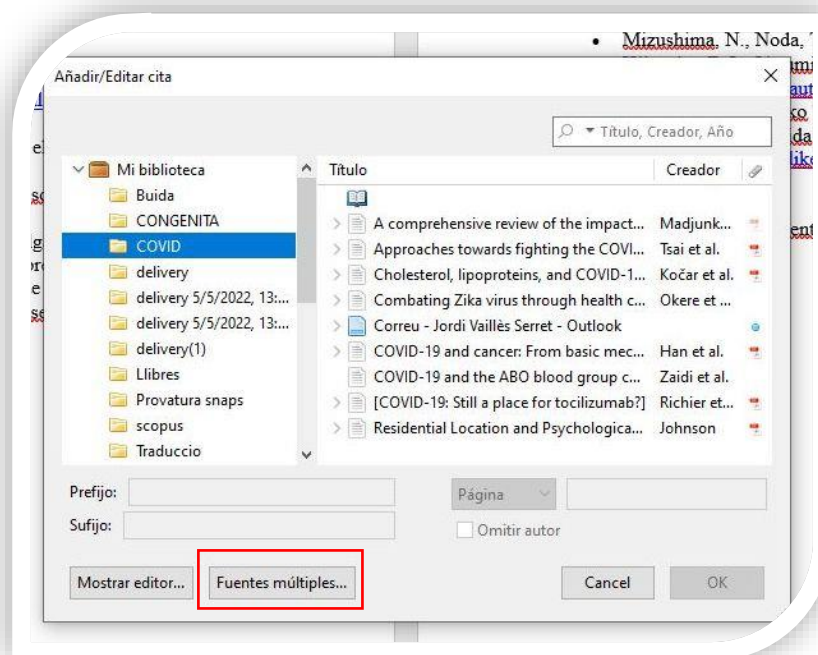 • Mizushima, N., Noda, 
Añadir/Editar cita
Título, Creador, Año
Mi biblioteca
Buida
CONGENITA
COVID
delivery
delivery 5/5/2022, 13:...
delivery 5/5/2022, 13:...
delivery(1)
Llibres
Provatura snaps
scopus
Traduccio
Título Creador
A comprehensive review of the impact... Madjunk...
Approaches towards fighting the COVI... Tsai et al.
Cholesterol, lipoproteins, and COVID-1... Kočar et al.
Combating Zika virus through health c... Okere et ...
Correu - Jordi Vaillès Serret - Outlook
COVID-19 and cancer: From basic mec... Han et al.
COVID-19 and the ABO blood group c... Zaidi et al.
[COVID-19: Still a place for tocilizumab?] Richier et...
Residential Location and Psychologica... Johnson
Prefijo:
Página
Sufijo:
Omitir autor
Mostrar editor... Fuentes múltiples... Cancel OK